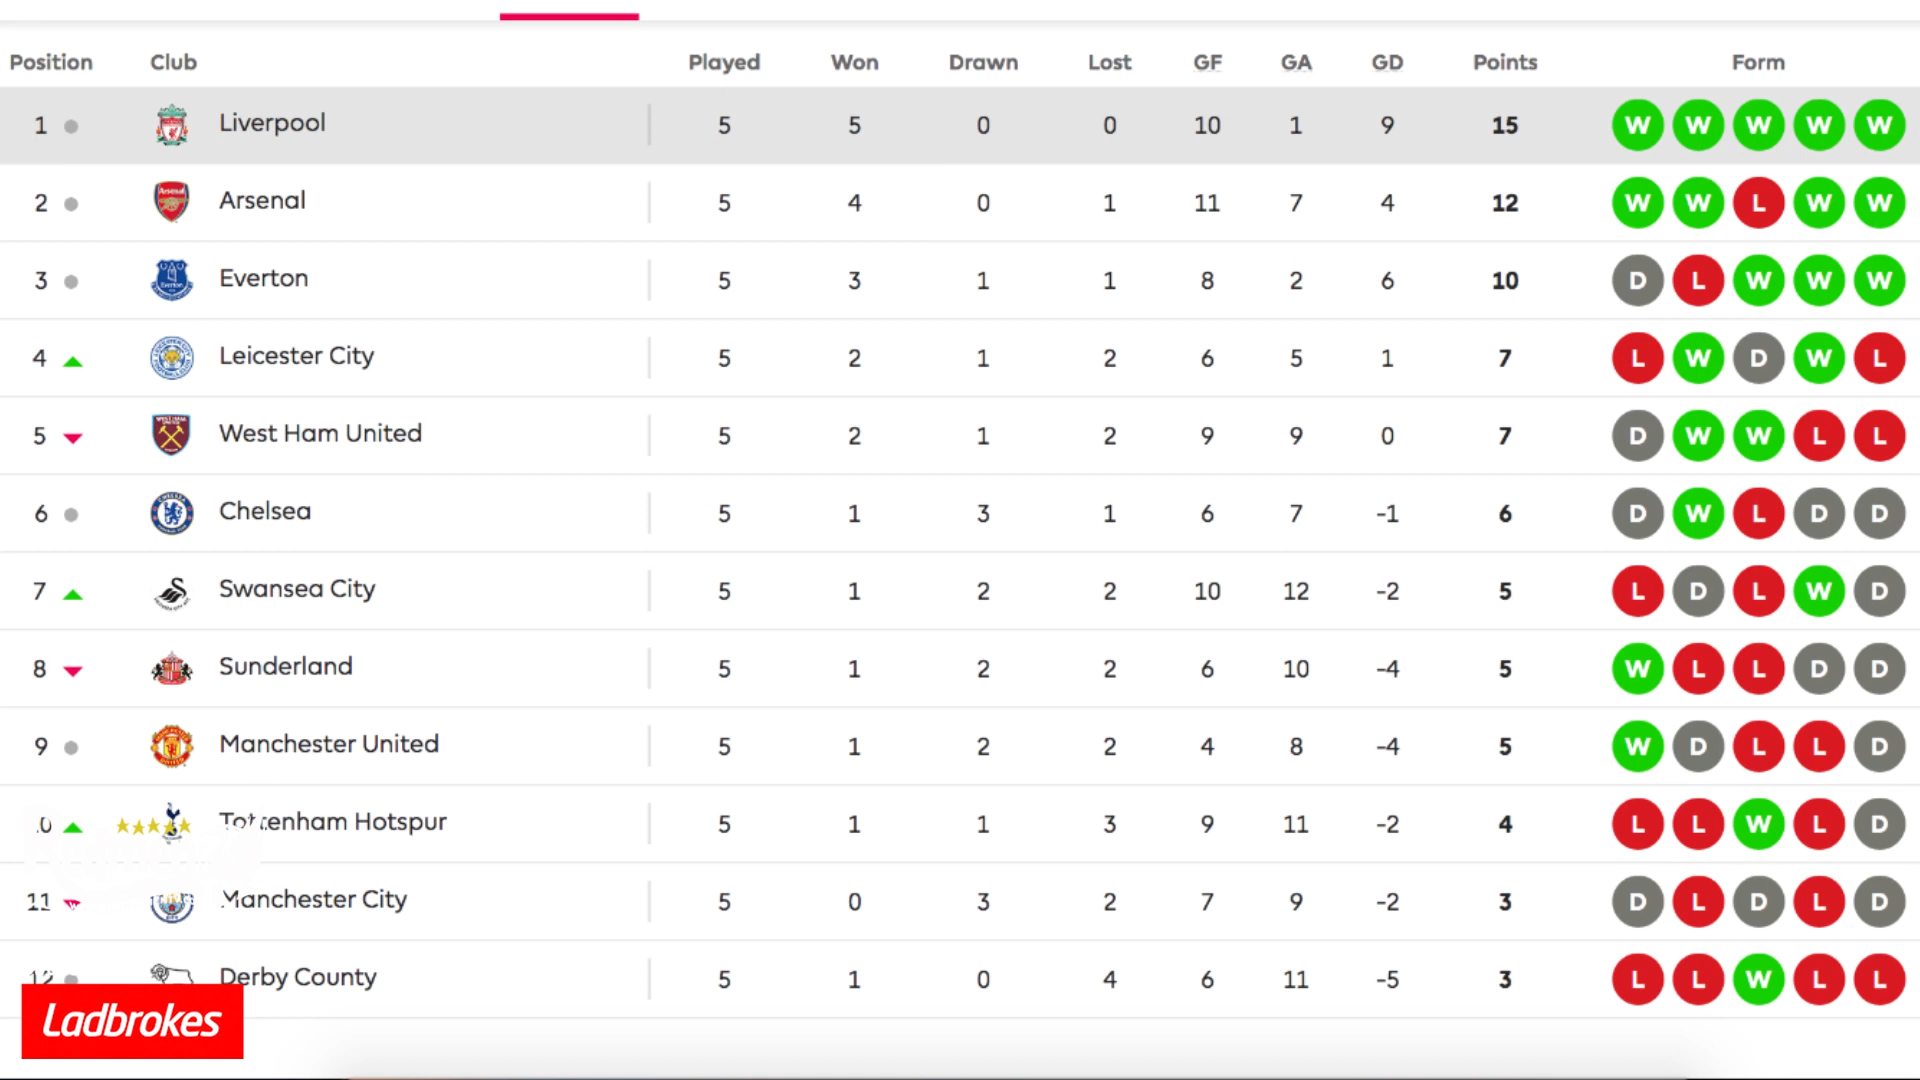 Position Club Played Won Drawn Lost GF GA GD Points Form
1 Liverpool 5 5 0 0 10 1 9 15 W W W W W
2 Arsenal 5 4 0 1 11 7 4 12 W W L W W
3 Everton 5 3 1 1 8 2 6 10 D L W W W
4 Leicester City 5 2 1 2 6 5 1 7 L W D W L
5 West Ham United 5 2 1 2 9 9 0 7 D W W L L
6 Chelsea 5 1 3 1 6 7 -1 6 D W L D D
7 Swansea City 5 1 2 2 10 12 -2 5 L D L W D
8 Sunderland 5 1 2 2 6 10 -4 5 W L L D D
9 Manchester United 5 1 2 2 4 8 -4 5 W D L L D
10 Tottenham Hotspur 5 1 1 3 9 11 -2 4 L L W L D
11 Manchester City 5 0 3 2 7 9 -2 3 D L D L D
12 Derby County 5 1 0 4 6 11 -5 3 L L W L L
Ladbrokes